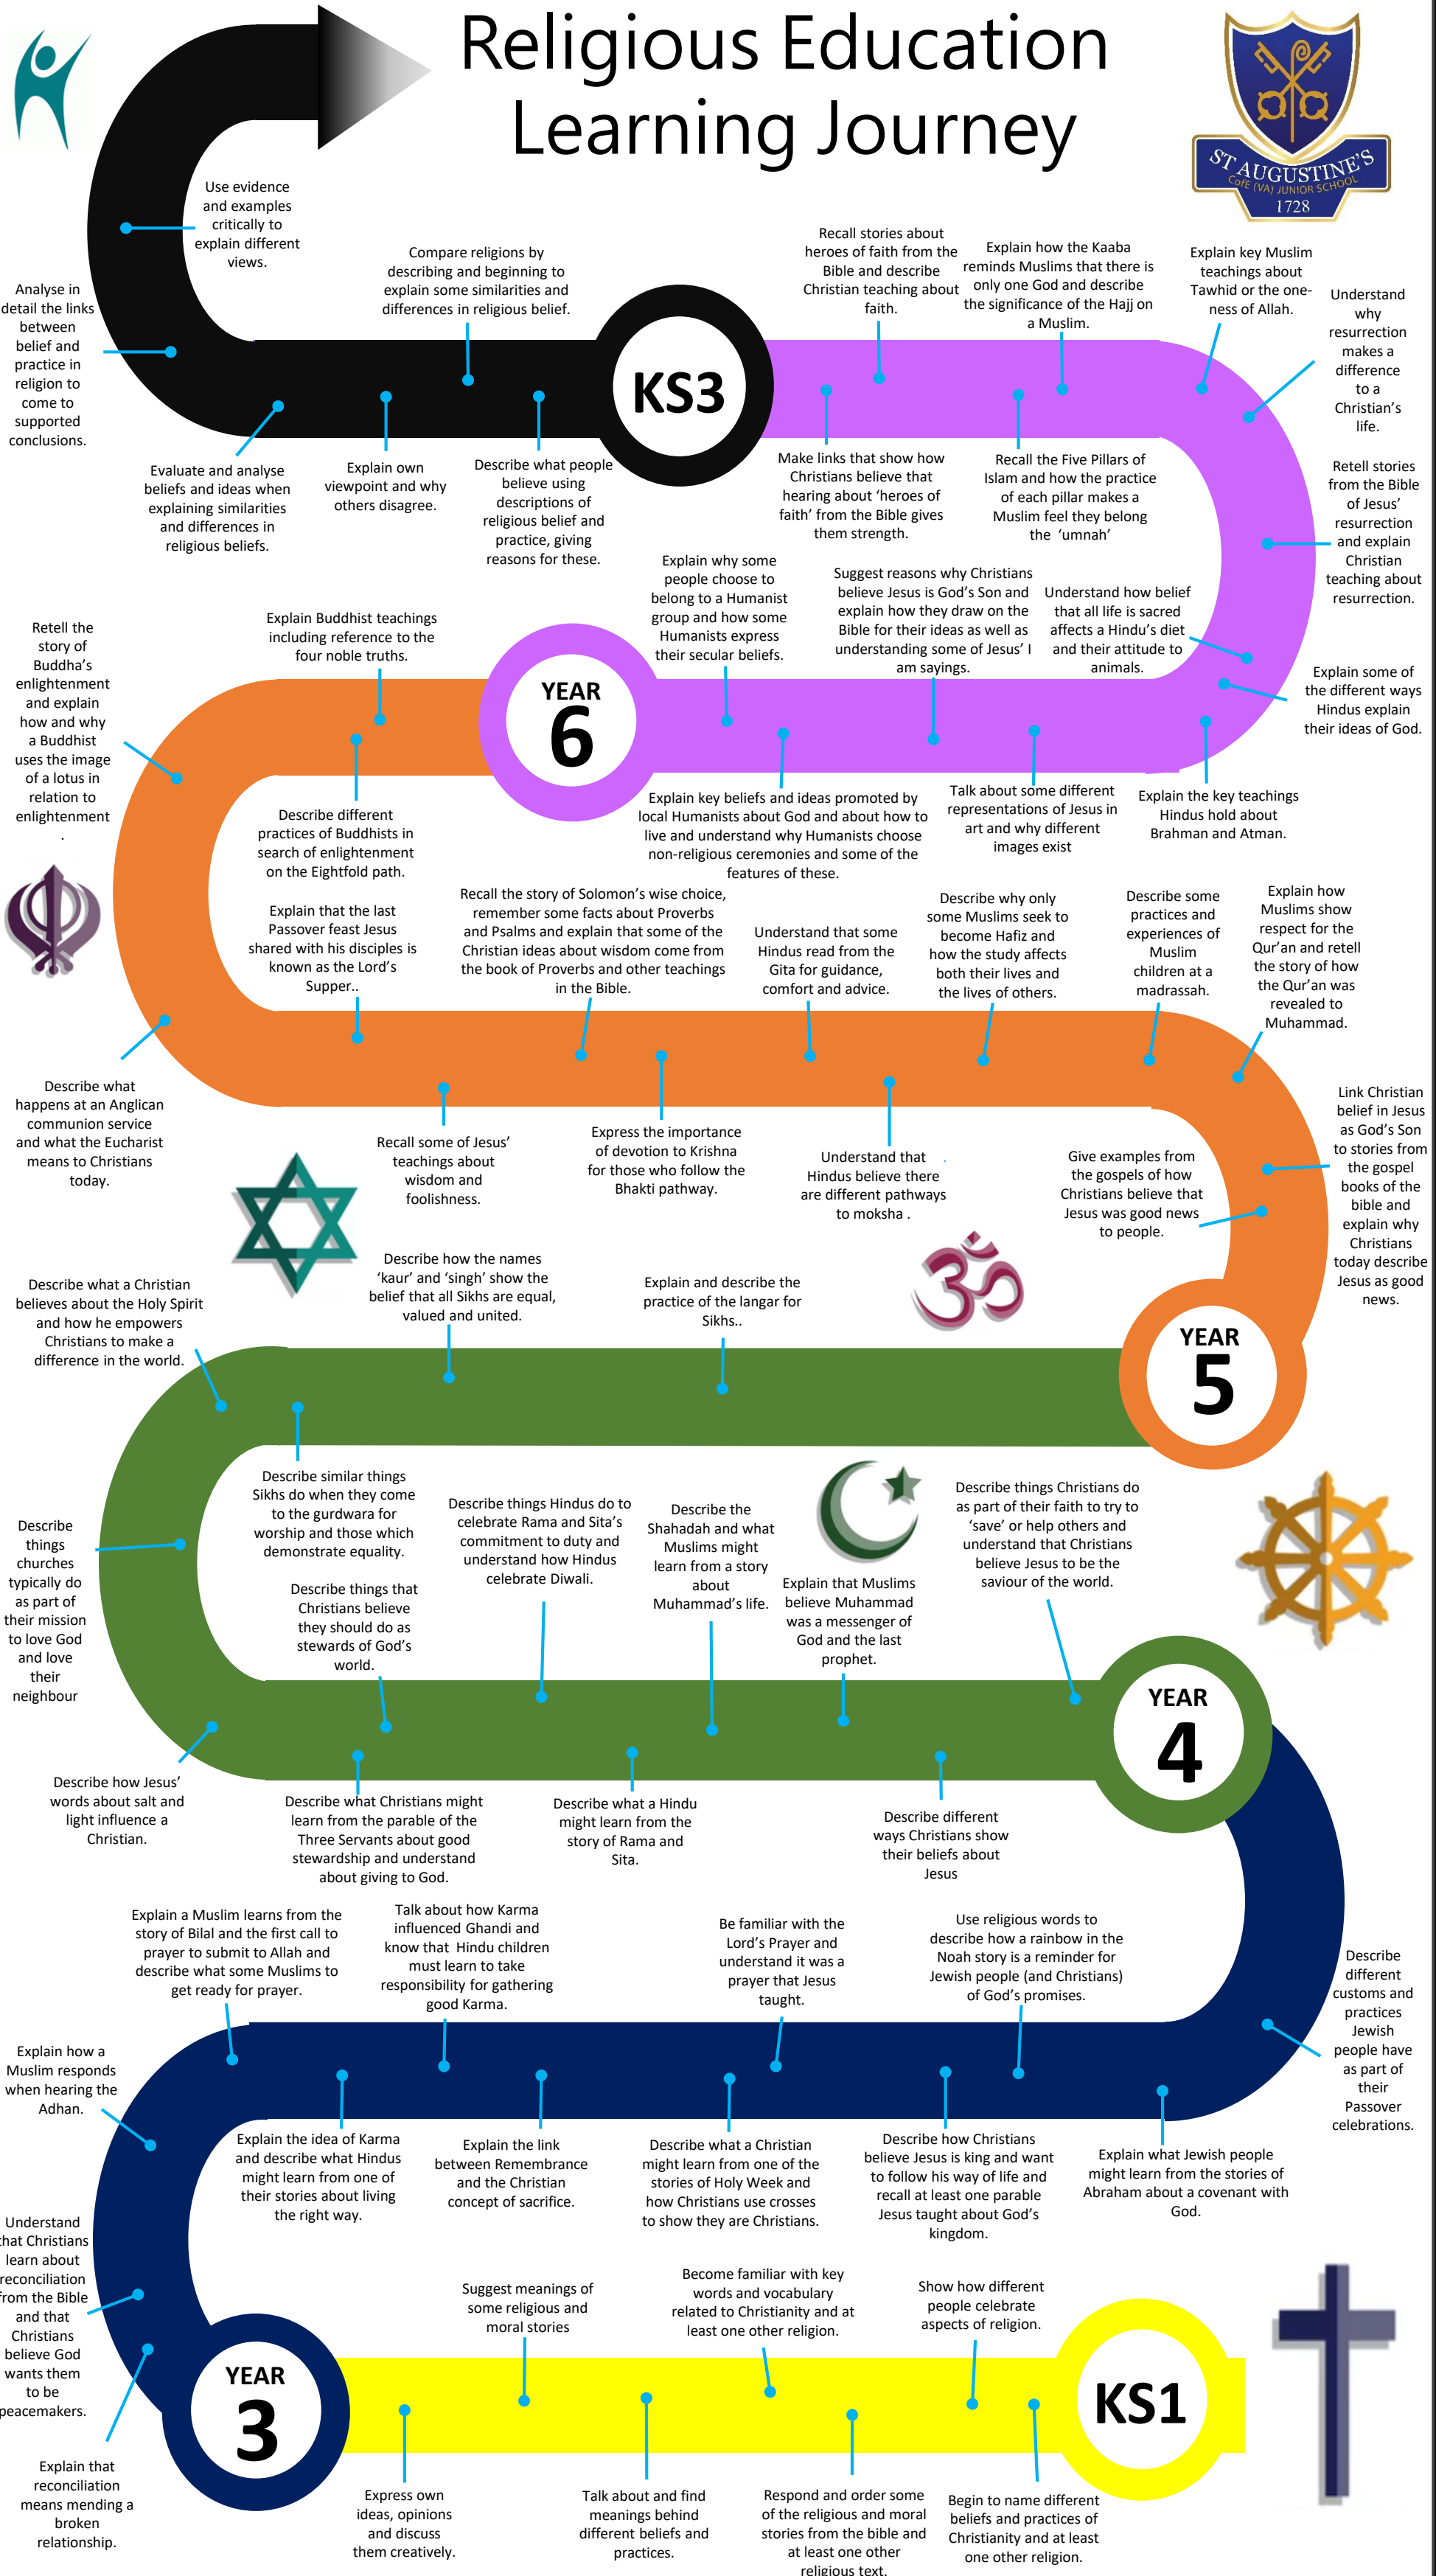 Religious Education
Learning Journey
ST AUGUSTINE'S
CofE (VA) JUNIOR SCHOOL
1728
Use evidence
and examples
critically to
explain different
views.
Analyse in
detail the links
between
belief and
practice in
religion to
come to
supported
conclusions.
Compare religions by
describing and beginning to
explain some similarities and
differences in religious belief.
Recall stories about
heroes of faith from the
Bible and describe
Christian teaching about
faith.
Explain how the Kaaba
reminds Muslims that there is
only one God and describe
the significance of the Hajj on
a Muslim.
Explain key Muslim
teachings about
Tawhid or the one-
ness of Allah.
Understand
why
resurrection
makes a
difference
to a
Christian's
life.
KS3
Evaluate and analyse
beliefs and ideas when
explaining similarities
and differences in
religious beliefs.
Explain own
viewpoint and why
others disagree.
Describe what people
believe using
descriptions of
religious belief and
practice, giving
reasons for these.
Make links that show how
Christians believe that
hearing about 'heroes of
faith' from the Bible gives
them strength.
Recall the Five Pillars of
Islam and how the practice
of each pillar makes a
Muslim feel they belong
the 'umnah'
Retell stories
from the Bible
of Jesus'
resurrection
and explain
Christian
teaching about
resurrection.
Retell the
story of
Buddha's
enlightenment
and explain
how and why
a Buddhist
uses the image
of a lotus in
relation to
enlightenment
.
Explain Buddhist teachings
including reference to the
four noble truths.
Explain why some
people choose to
belong to a Humanist
group and how some
Humanists express
their secular beliefs.
Suggest reasons why Christians
believe Jesus is God's Son and
explain how they draw on the
Bible for their ideas as well as
understanding some of Jesus' I
am sayings.
Understand how belief
that all life is sacred
affects a Hindu's diet
and their attitude to
animals.
Explain some of
the different ways
Hindus explain
their ideas of God.
YEAR
6
Describe different
practices of Buddhists in
search of enlightenment
on the Eightfold path.
Explain key beliefs and ideas promoted by
local Humanists about God and about how to
live and understand why Humanists choose
non-religious ceremonies and some of the
features of these.
Talk about some different
representations of Jesus in
art and why different
images exist
Explain the key teachings
Hindus hold about
Brahman and Atman.
Explain that the last
Passover feast Jesus
shared with his disciples is
known as the Lord's
Supper..
Recall the story of Solomon's wise choice,
remember some facts about Proverbs
and Psalms and explain that some of the
Christian ideas about wisdom come from
the book of Proverbs and other teachings
in the Bible.
Understand that some
Hindus read from the
Gita for guidance,
comfort and advice.
Describe why only
some Muslims seek to
become Hafiz and
how the study affects
both their lives and
the lives of others.
Describe some
practices and
experiences of
Muslim
children at a
madrassah.
Explain how
Muslims show
respect for the
Qur'an and retell
the story of how
the Qur'an was
revealed to
Muhammad.
Describe what
happens at an Anglican
communion service
and what the Eucharist
means to Christians
today.
Recall some of Jesus'
teachings about
wisdom and
foolishness.
Express the importance
of devotion to Krishna
for those who follow the
Bhakti pathway.
Understand that
Hindus believe there
are different pathways
to moksha .
.
Give examples from
the gospels of how
Christians believe that
Jesus was good news
to people.
Link Christian
belief in Jesus
as God's Son
to stories from
the gospel
books of the
bible and
explain why
Christians
today describe
Jesus as good
news.
ॐ
Describe what a Christian
believes about the Holy Spirit
and how he empowers
Christians to make a
difference in the world.
Describe how the names
'kaur' and 'singh' show the
belief that all Sikhs are equal,
valued and united.
Explain and describe the
practice of the langar for
Sikhs..
YEAR
5
Describe
things
churches
typically do
as part of
their mission
to love God
and love
their
neighbour
Describe similar things
Sikhs do when they come
to the gurdwara for
worship and those which
demonstrate equality.
Describe things that
Christians believe
they should do as
stewards of God's
world.
Describe things Hindus do to
celebrate Rama and Sita's
commitment to duty and
understand how Hindus
celebrate Diwali.
Describe the
Shahadah and what
Muslims might
learn from a story
about
Muhammad's life.
Explain that Muslims
believe Muhammad
was a messenger of
God and the last
prophet.
Describe things Christians do
as part of their faith to try to
'save' or help others and
understand that Christians
believe Jesus to be the
saviour of the world.
YEAR
4
Describe how Jesus'
words about salt and
light influence a
Christian.
Describe what Christians might
learn from the parable of the
Three Servants about good
stewardship and understand
about giving to God.
Describe what a Hindu
might learn from the
story of Rama and
Sita.
Describe different
ways Christians show
their beliefs about
Jesus
Explain a Muslim learns from the
story of Bilal and the first call to
prayer to submit to Allah and
describe what some Muslims to
get ready for prayer.
Talk about how Karma
influenced Ghandi and
know that Hindu children
must learn to take
responsibility for gathering
good Karma.
Be familiar with the
Lord's Prayer and
understand it was a
prayer that Jesus
taught.
Use religious words to
describe how a rainbow in the
Noah story is a reminder for
Jewish people (and Christians)
of God's promises.
Describe
different
customs and
practices
Jewish
people have
as part of
their
Passover
celebrations.
Explain how a
Muslim responds
when hearing the
Adhan.
Explain the idea of Karma
and describe what Hindus
might learn from one of
their stories about living
the right way.
Explain the link
between Remembrance
and the Christian
concept of sacrifice.
Describe what a Christian
might learn from one of the
stories of Holy Week and
how Christians use crosses
to show they are Christians.
Describe how Christians
believe Jesus is king and want
to follow his way of life and
recall at least one parable
Jesus taught about God's
kingdom.
Explain what Jewish people
might learn from the stories of
Abraham about a covenant with
God.
Understand
that Christians
learn about
reconciliation
from the Bible
and that
Christians
believe God
wants them
to be
peacemakers.
Suggest meanings of
some religious and
moral stories
Become familiar with key
words and vocabulary
related to Christianity and at
least one other religion.
Show how different
people celebrate
aspects of religion.
YEAR
3
KS1
Explain that
reconciliation
means mending a
broken
relationship.
Express own
ideas, opinions
and discuss
them creatively.
Talk about and find
meanings behind
different beliefs and
practices.
Respond and order some
of the religious and moral
stories from the bible and
at least one other
religious text.
Begin to name different
beliefs and practices of
Christianity and at least
one other religion.